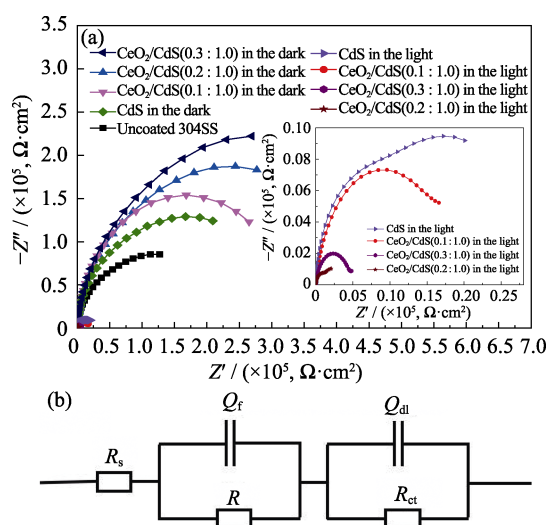 (a)
3.5
3.0
2.5
2.0
1.5
1.0
0.5
0
−Z″ / (×10⁵, Ω·cm²)
CeO₂/CdS(0.3 : 1.0) in the dark
CeO₂/CdS(0.2 : 1.0) in the dark
CeO₂/CdS(0.1 : 1.0) in the dark
CdS in the dark
Uncoated 304SS
CdS in the light
CeO₂/CdS(0.1 : 1.0) in the light
CeO₂/CdS(0.3 : 1.0) in the light
CeO₂/CdS(0.2 : 1.0) in the light
0.10
0.08
0.06
0.04
0.02
0.00
−Z″ / (×10⁵, Ω·cm²)
CdS in the light
CeO₂/CdS(0.1:1.0) in the light
CeO₂/CdS(0.3:1.0) in the light
CeO₂/CdS(0.2:1.0) in the light
0 0.05 0.10 0.15 0.20 0.25
Z′ / (×10⁵, Ω·cm²)
0 0.5 1.0 1.5 2.0 2.5 3.0 3.5 4.0 4.5 5.0 5.5 6.0 7.0
Z′ / (×10⁵, Ω·cm²)
(b)
Qf
Qdl
Rs
R
Rct